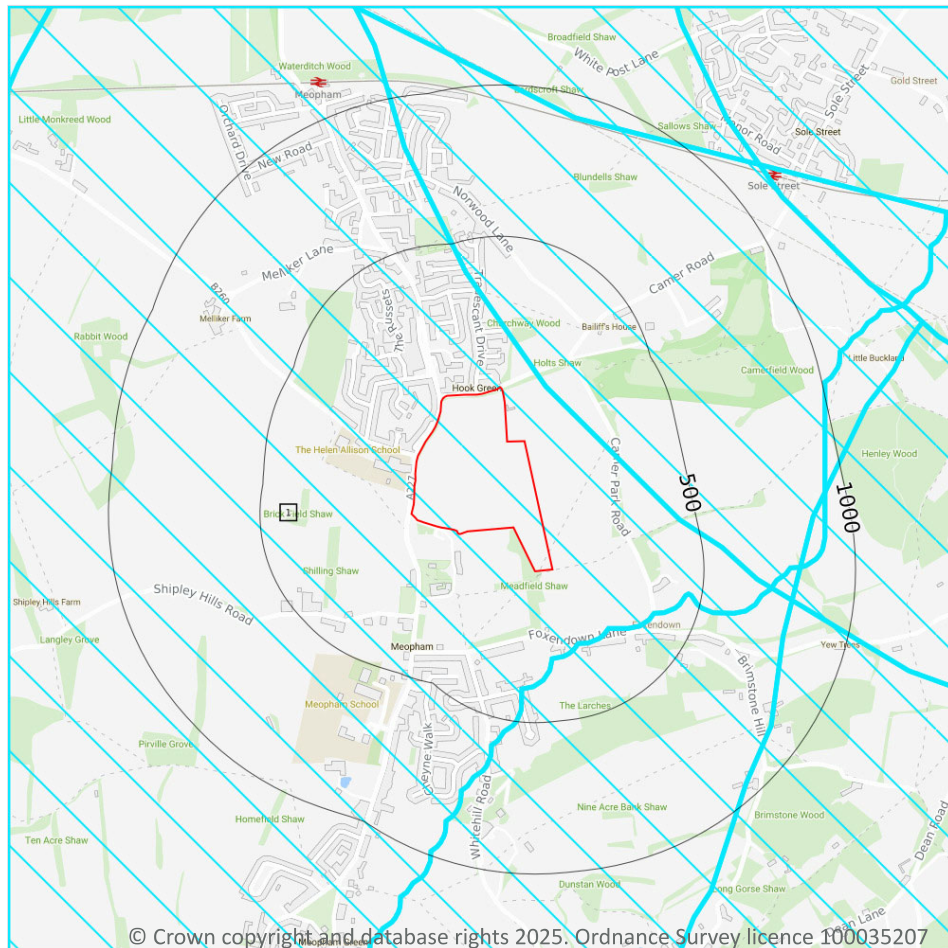 Broadfield Shaw
White Post Lane
Waterditch Wood
Meopham
Gold Street
Sole Street
Little Monkreed Wood
Orchard Drive
New Road
Sallows Shaw
Manor Road
Sole Street
Blundells Shaw
Sole Street
Norwood Lane
Melliker Lane
Camer Road
B260
The Russets
Tradescant Drive
Melliker Farm
Churchway Wood
Bailiff's House
Rabbit Wood
Holts Shaw
Little Buckland
Camerfield Wood
Hook Green
The Helen Allison School
Henley Wood
A227
Camer Park Road
500
1000
1
Brick Field Shaw
Chilling Shaw
Meadfield Shaw
Shipley Hills Farm
Shipley Hills Road
Langley Grove
Foxendown Lane
Foxendown
Meopham
Yew Trees
Brimstone Hill
Meopham School
The Larches
Pirville Grove
Cheyne Walk
Whitehill Road
Nine Acre Bank Shaw
Brimstone Wood
Homefield Shaw
Ten Acre Shaw
Dean Road
Dunstan Wood
Long Gorse Shaw
Meopham Green
© Crown copyright and database rights 2025. Ordnance Survey licence 100035207